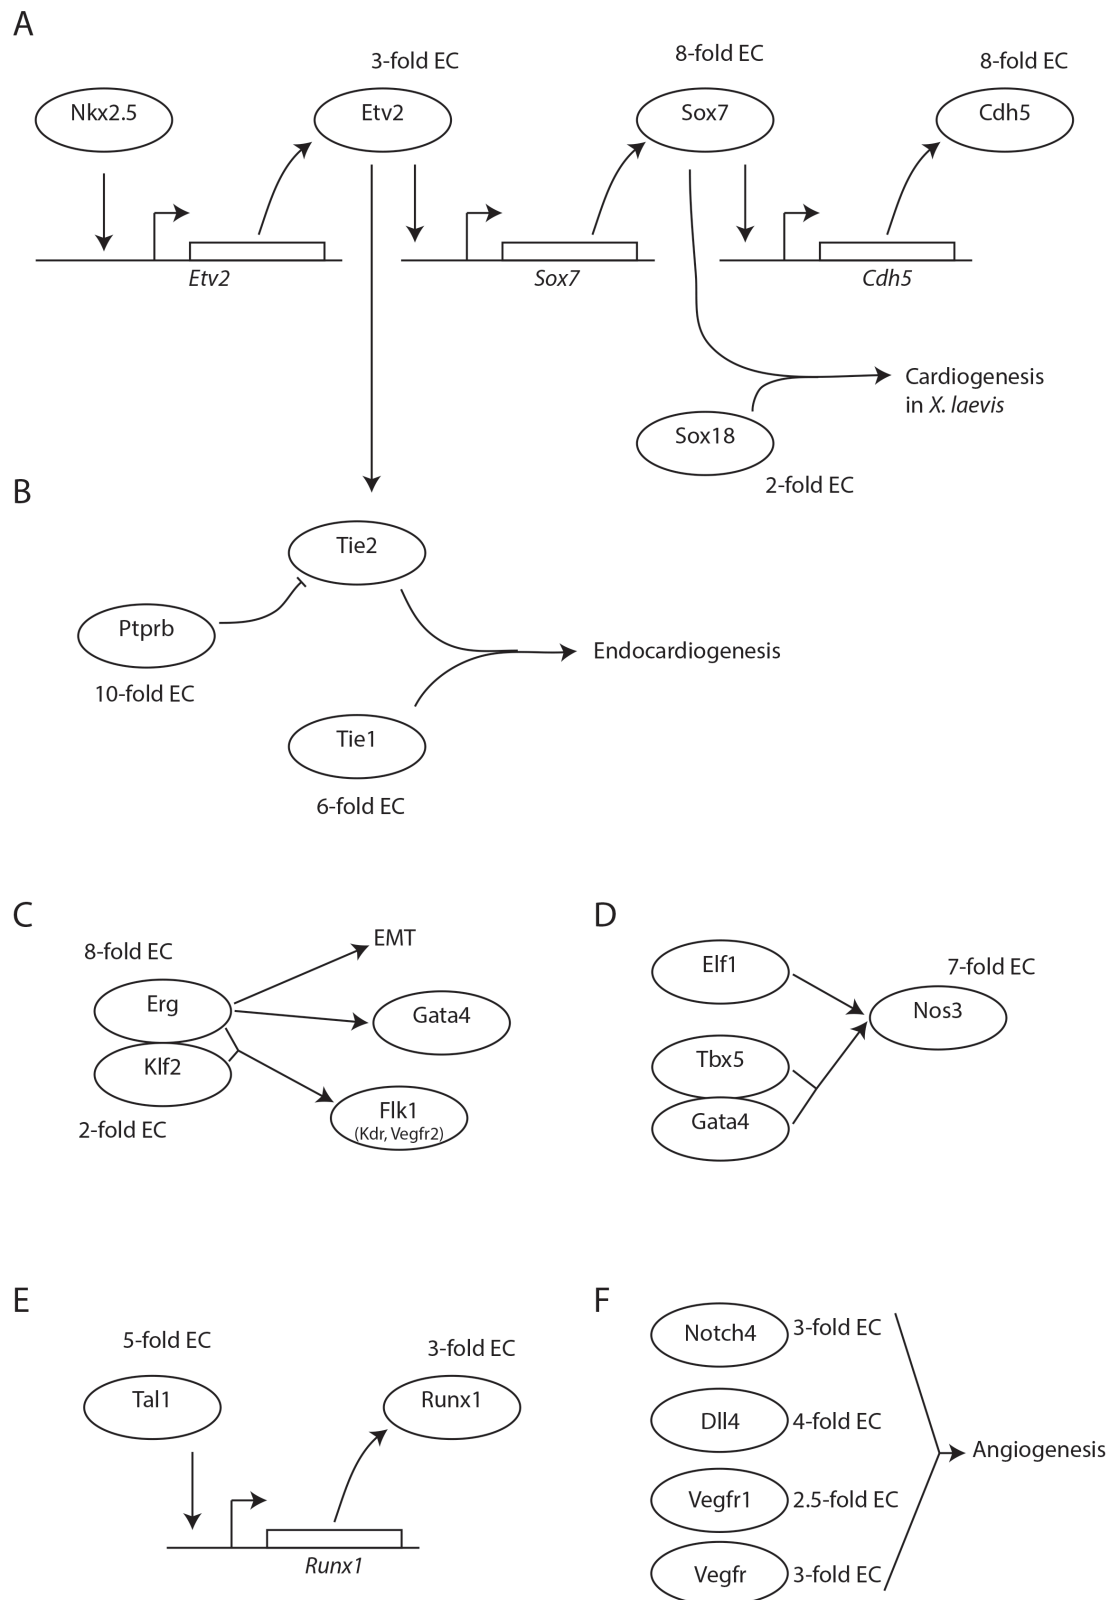 A
3-fold EC
8-fold EC
8-fold EC
Nkx2.5
Etv2
Sox7
Cdh5
Etv2
Sox7
Cdh5
Cardiogenesis
in X. laevis
Sox18
2-fold EC
B
Tie2
Ptprb
10-fold EC
Endocardiogenesis
Tie1
6-fold EC
C
8-fold EC
EMT
Erg
Gata4
Klf2
2-fold EC
Flk1
(Kdr, Vegfr2)
D
Elf1
7-fold EC
Nos3
Tbx5
Gata4
E
5-fold EC
3-fold EC
Tal1
Runx1
Runx1
F
Notch4 3-fold EC
Dll4 4-fold EC
Angiogenesis
Vegfr1 2.5-fold EC
Vegfr 3-fold EC